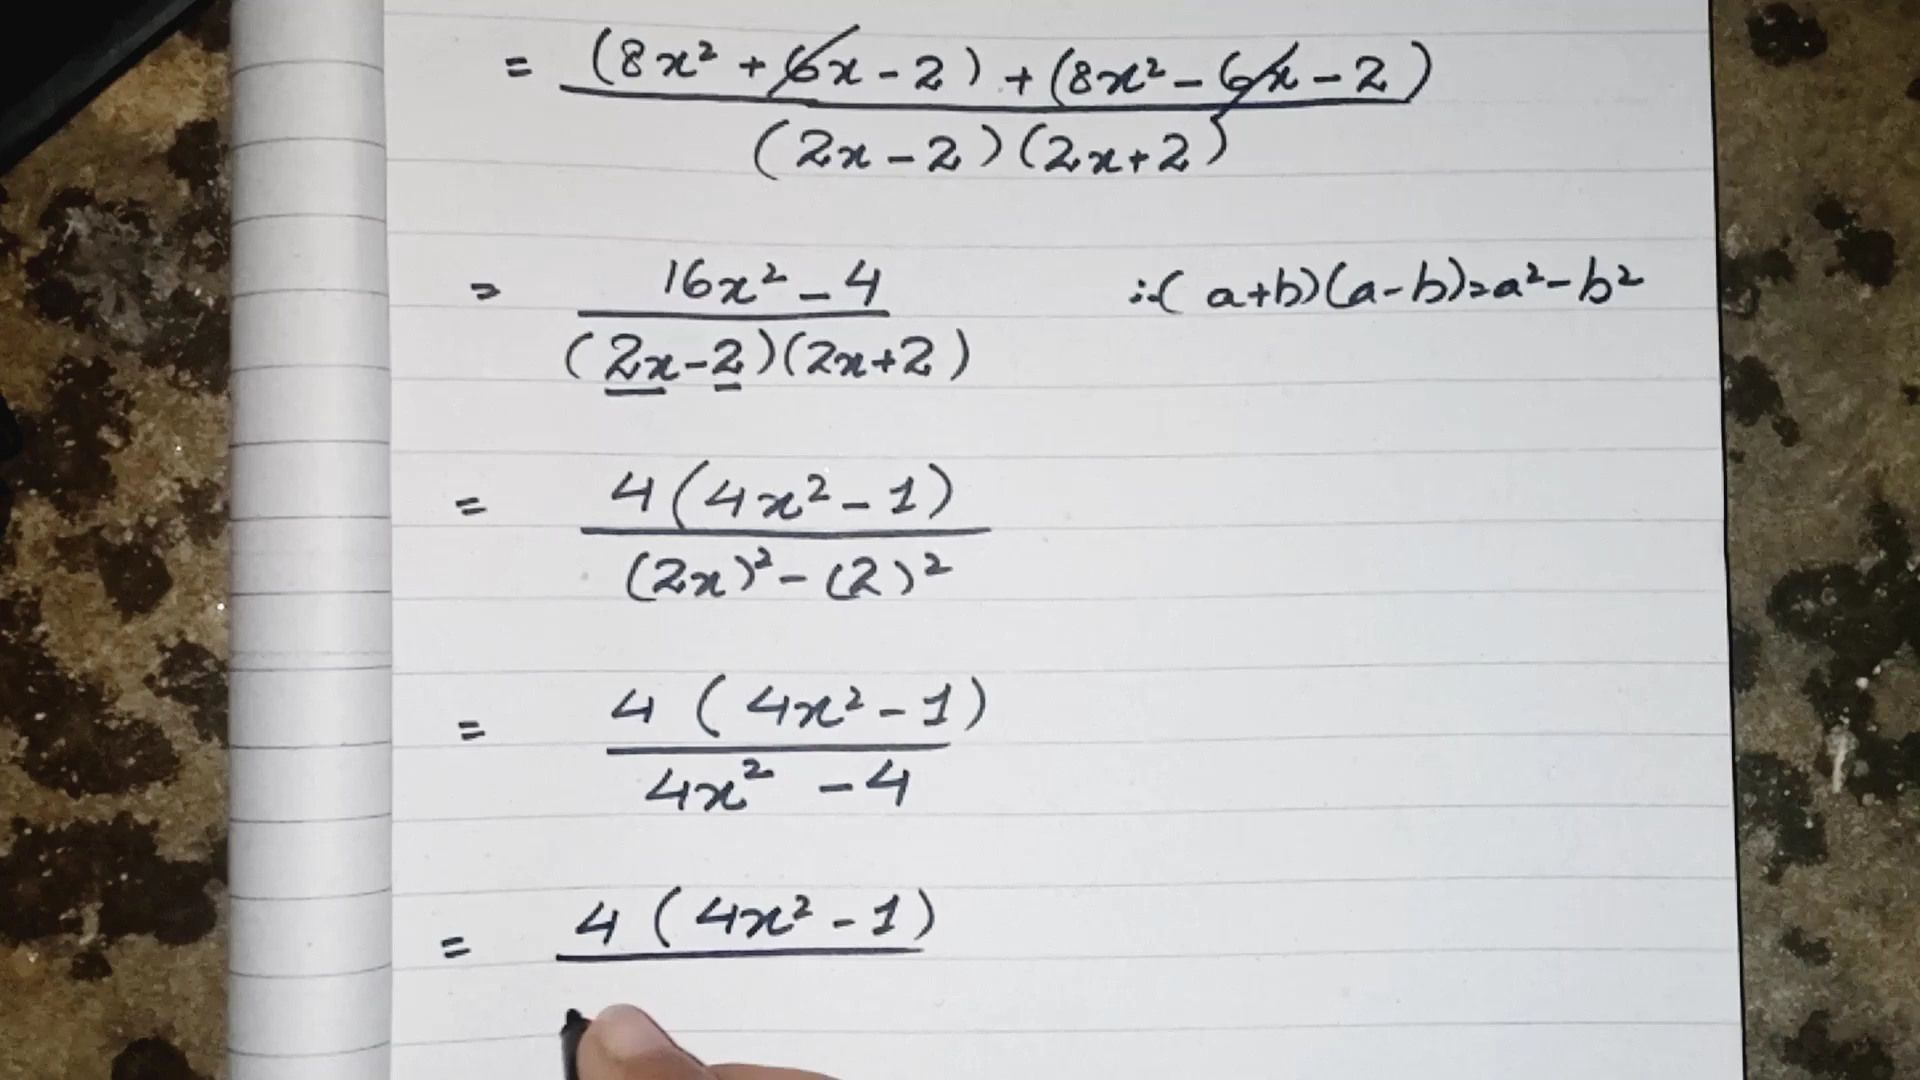 = (8x² + 6x - 2) + (8x² - 6x - 2)
(2x - 2)(2x + 2)
= 16x² - 4 ∵( a+b)(a-b)=a²-b²
(2x-2)(2x+2)
= 4(4x² - 1)
(2x)² - (2)²
= 4 ( 4x² - 1)
4x² - 4
= 4 ( 4x² - 1)